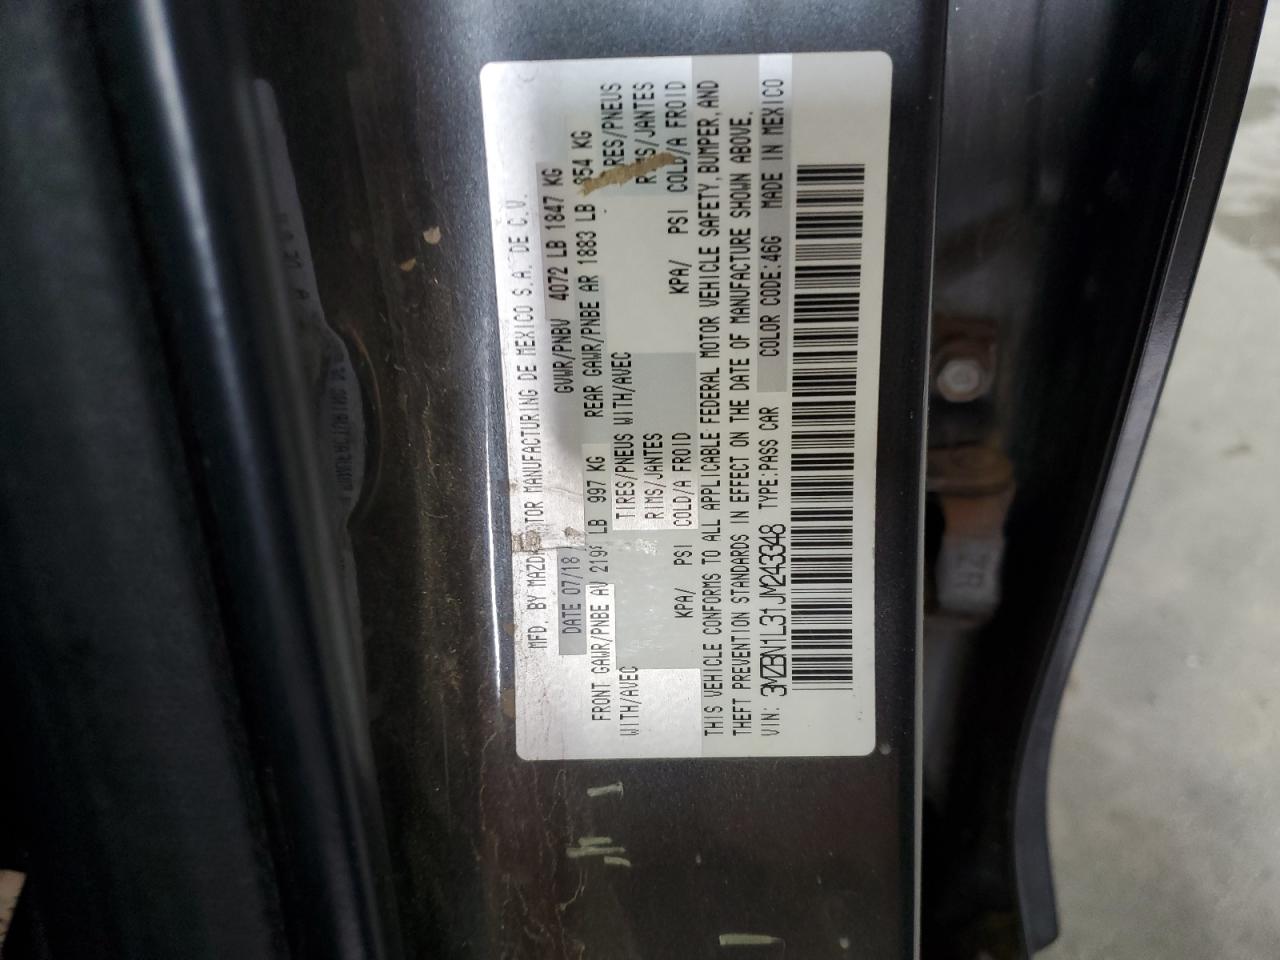 MFD. BY MAZDA MOTOR MANUFACTURING DE MEXICO S.A. DE C.V.
DATE 07/18 GVWR/PNBV 4072 LB 1847 KG
FRONT GAWR/PNBE AV LB 997 KG REAR GAWR/PNBE AR 1883 LB 854 KG
WITH/AVEC TIRES/PNEUS WITH/AVEC TIRES/PNEUS
RIMS/JANTES RIMS/JANTES
KPA/ PSI COLD/A FROID KPA/ PSI COLD/A FROID
THIS VEHICLE CONFORMS TO ALL APPLICABLE FEDERAL MOTOR VEHICLE SAFETY, BUMPER, AND
THEFT PREVENTION STANDARDS IN EFFECT ON THE DATE OF MANUFACTURE SHOWN ABOVE.
VIN: 3MZBN1L31JM243348 TYPE:PASS CAR COLOR CODE:46G MADE IN MEXICO